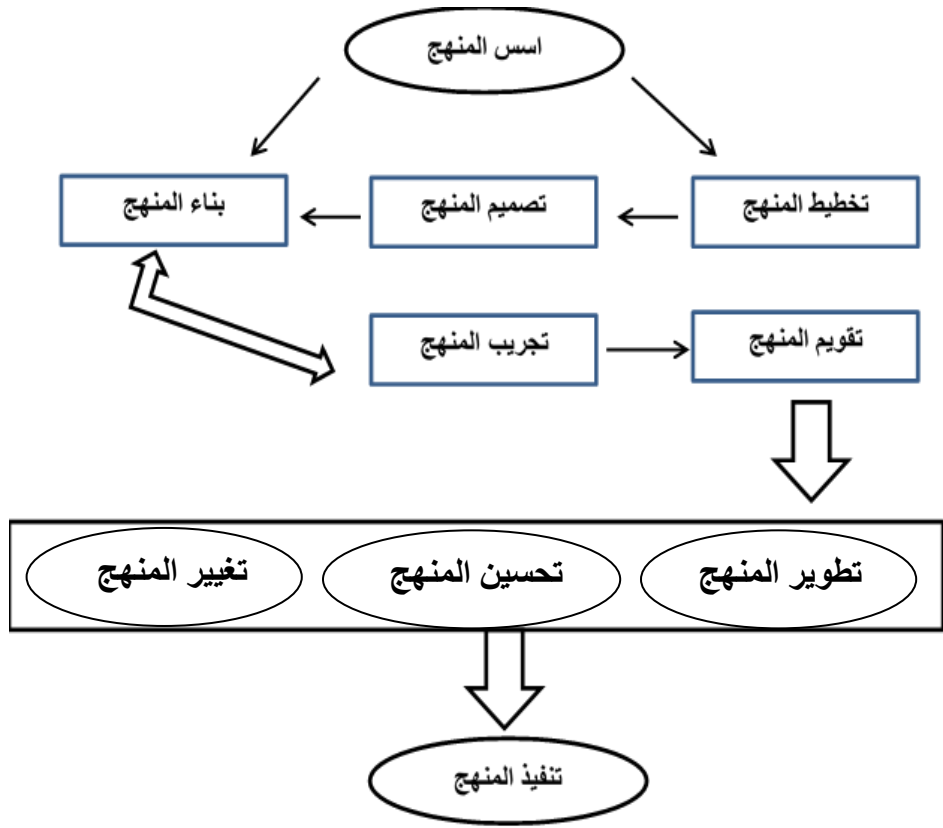 اسس المنهج
تخطيط المنهج
تصميم المنهج
بناء المنهج
تجريب المنهج
تقويم المنهج
تطوير المنهج
تحسين المنهج
تغيير المنهج
تنفيذ المنهج